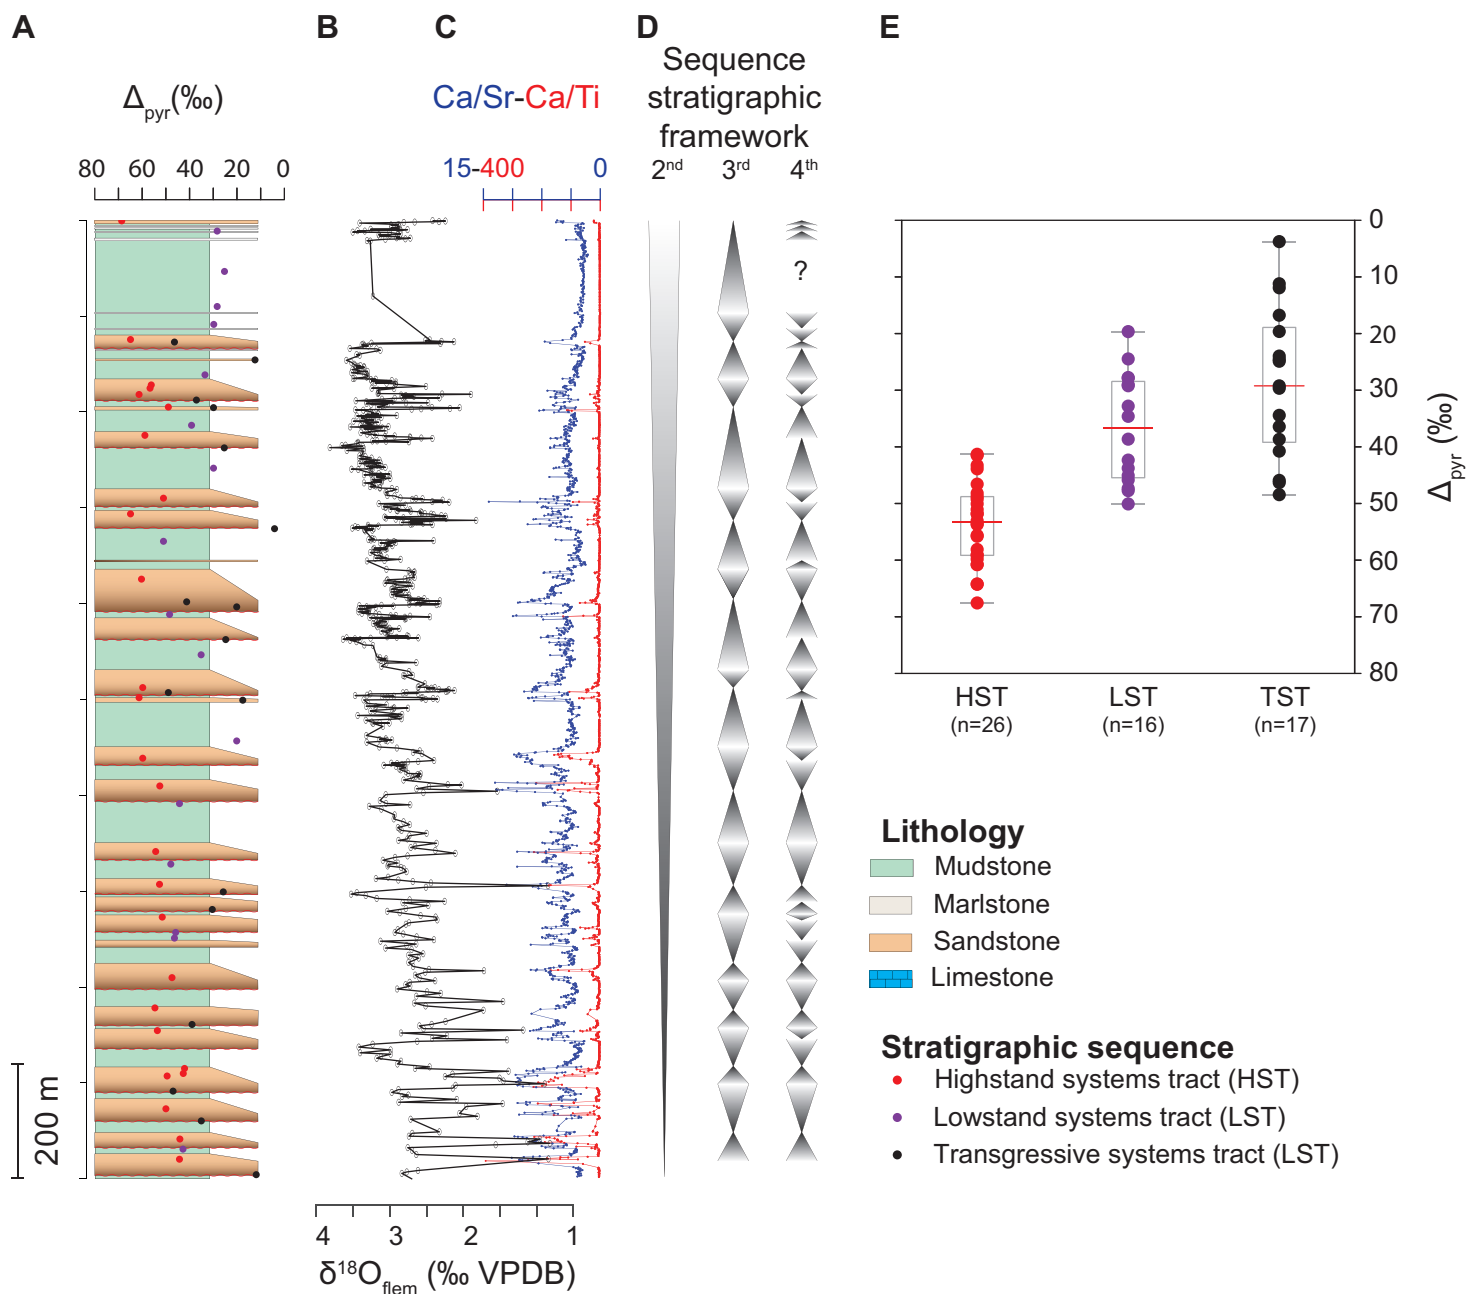 A
B
C
D
E
Δpyr(‰)
80 60 40 20 0
Ca/Sr-Ca/Ti
15-400 0
Sequence
stratigraphic
framework
2nd 3rd 4th
?
200 m
4 3 2 1
δ18Oflem (‰ VPDB)
0
10
20
30
40
50
60
70
80
Δpyr (‰)
HST LST TST
(n=26) (n=16) (n=17)
Lithology
Mudstone
Marlstone
Sandstone
Limestone
Stratigraphic sequence
Highstand systems tract (HST)
Lowstand systems tract (LST)
Transgressive systems tract (LST)